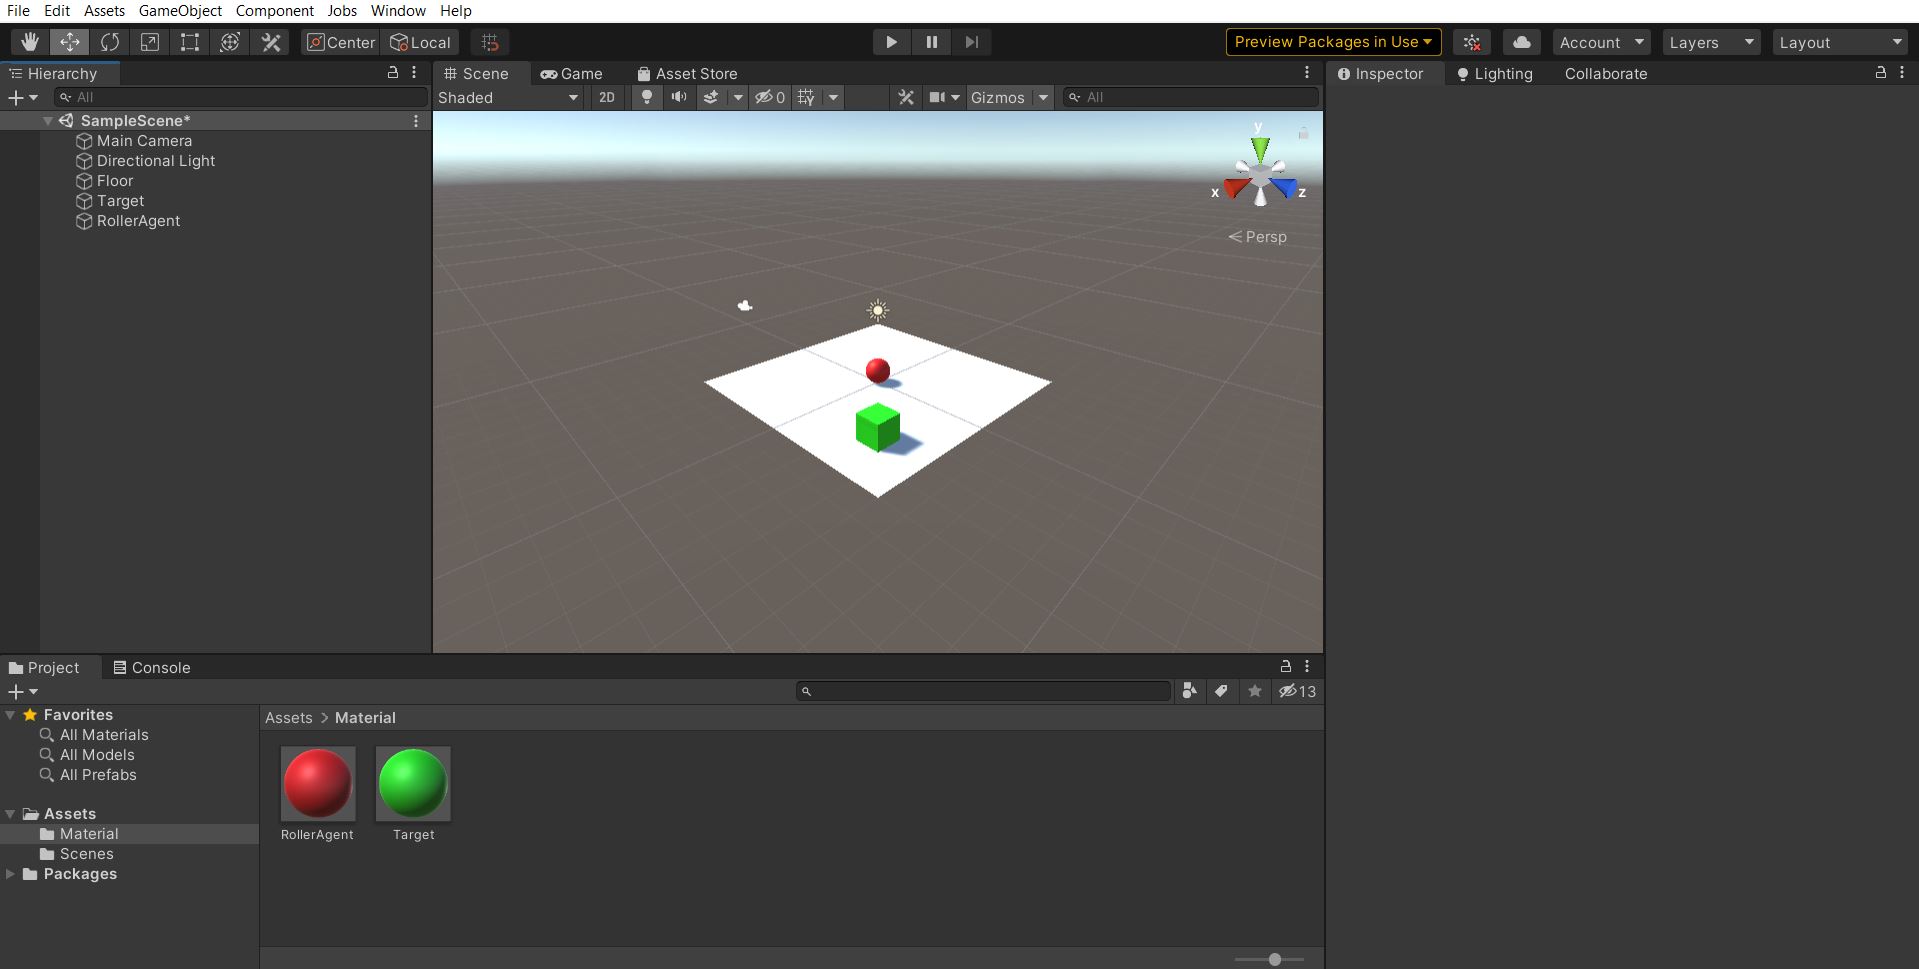 File Edit Assets GameObject Component Jobs Window Help
Center Local Preview Packages in Use Account Layers Layout
Hierarchy
All
SampleScene*
Main Camera
Directional Light
Floor
Target
RollerAgent
Scene Game Asset Store
Shaded 2D 0 Gizmos All
y
x z
Persp
Inspector Lighting Collaborate
Project Console
13
Favorites
All Materials
All Models
All Prefabs
Assets
Material
Scenes
Packages
Assets > Material
RollerAgent Target